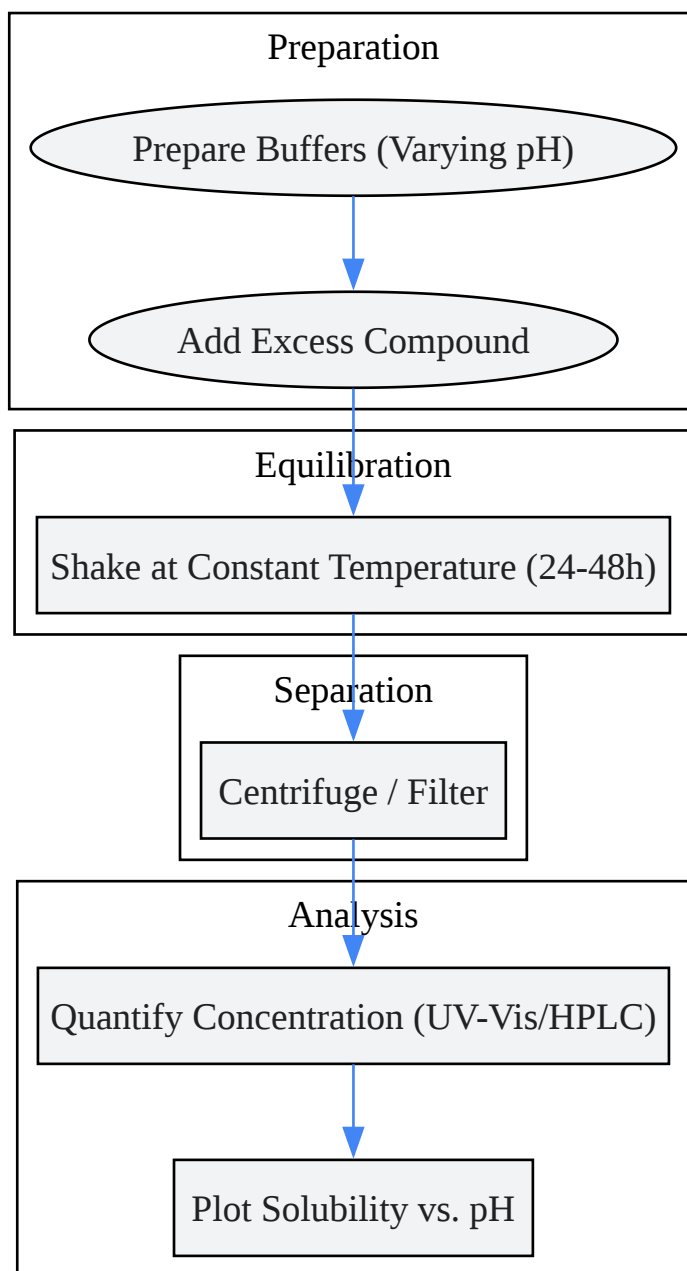 Preparation
Prepare Buffers (Varying pH)
Add Excess Compound
Equilibration
Shake at Constant Temperature (24-48h)
Separation
Centrifuge / Filter
Analysis
Quantify Concentration (UV-Vis/HPLC)
Plot Solubility vs. pH